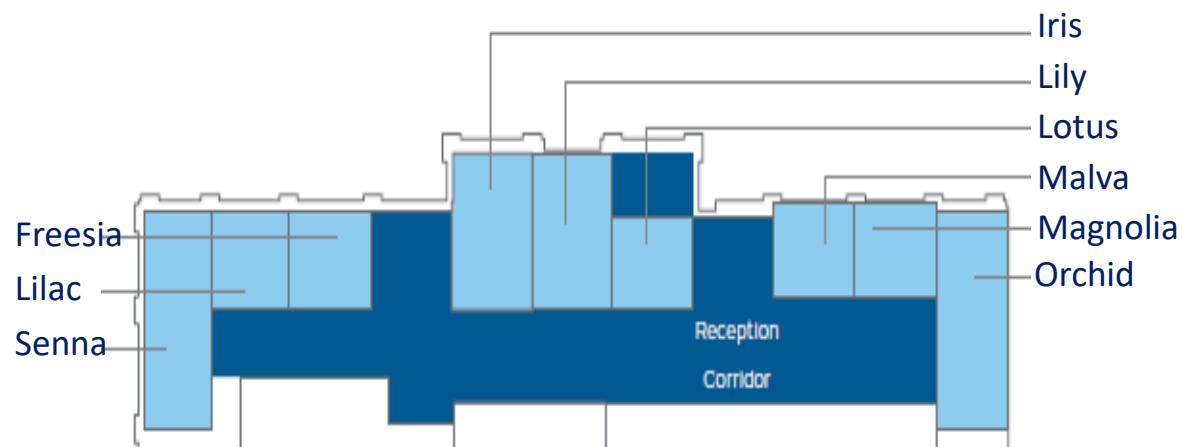 Iris
Lily
Lotus
Malva
Magnolia
Orchid
Freesia
Lilac
Senna
Reception
Corridor